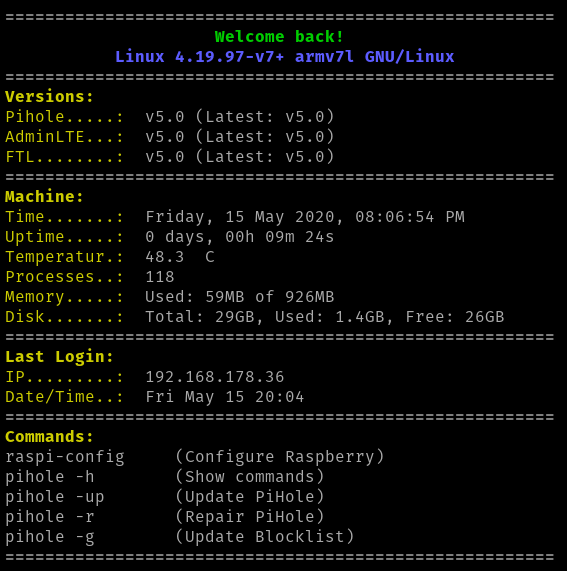 =======================================================
Welcome back!
Linux 4.19.97-v7+ armv7l GNU/Linux
=======================================================
Versions:
Pihole.....:  v5.0 (Latest: v5.0)
AdminLTE...:  v5.0 (Latest: v5.0)
FTL........:  v5.0 (Latest: v5.0)
=======================================================
Machine:
Time.......:  Friday, 15 May 2020, 08:06:54 PM
Uptime.....:  0 days, 00h 09m 24s
Temperatur.:  48.3  C
Processes..:  118
Memory.....:  Used: 59MB of 926MB
Disk.......:  Total: 29GB, Used: 1.4GB, Free: 26GB
=======================================================
Last Login:
IP.........:  192.168.178.36
Date/Time..:  Fri May 15 20:04
=======================================================
Commands:
raspi-config     (Configure Raspberry)
pihole -h        (Show commands)
pihole -up       (Update PiHole)
pihole -r        (Repair PiHole)
pihole -g        (Update Blocklist)
=======================================================